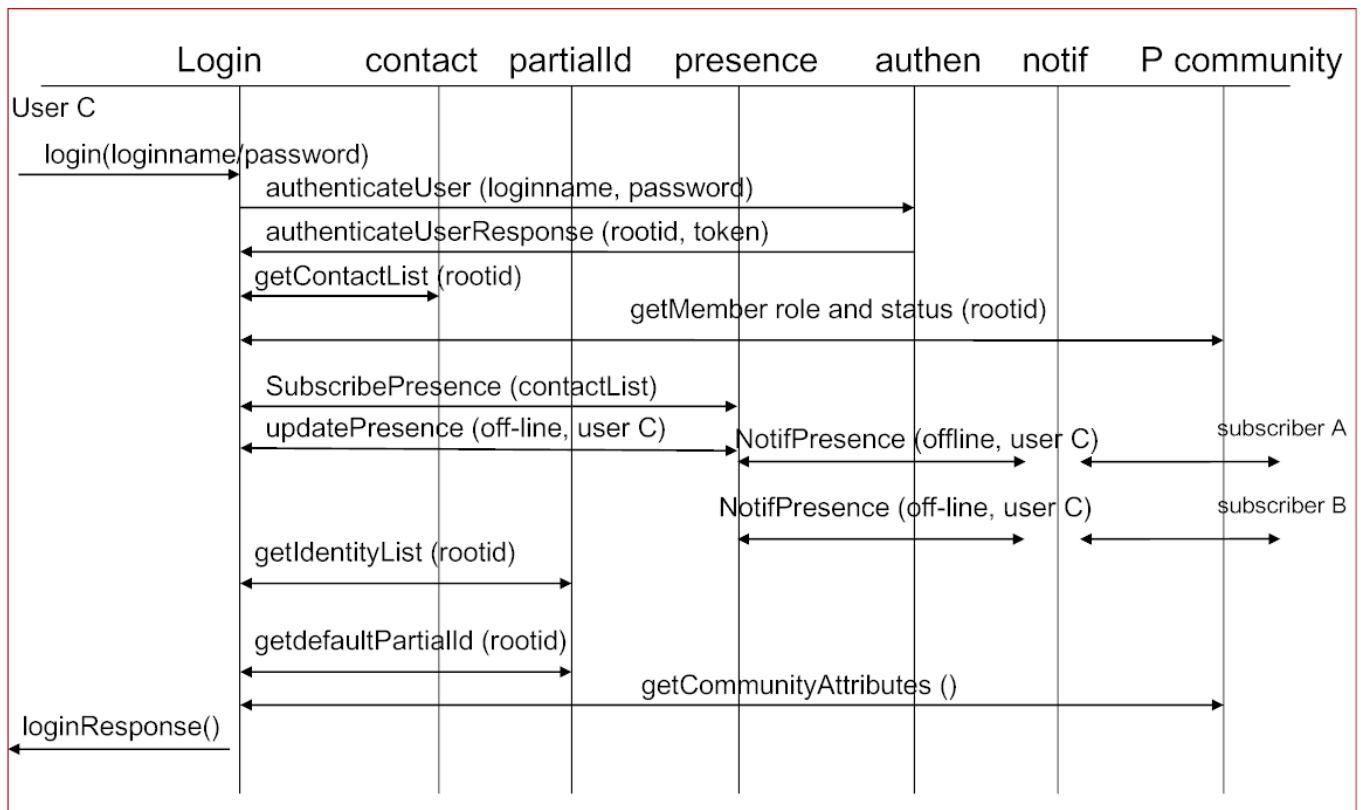 Login contact partialId presence authen notif P community
User C
login(loginname/password)
authenticateUser (loginname, password)
authenticateUserResponse (rootid, token)
getContactList (rootid)
getMember role and status (rootid)
SubscribePresence (contactList)
updatePresence (off-line, user C)
NotifPresence (offline, user C)
subscriber A
NotifPresence (off-line, user C)
subscriber B
getIdentityList (rootid)
getdefaultPartialId (rootid)
getCommunityAttributes ()
loginResponse()